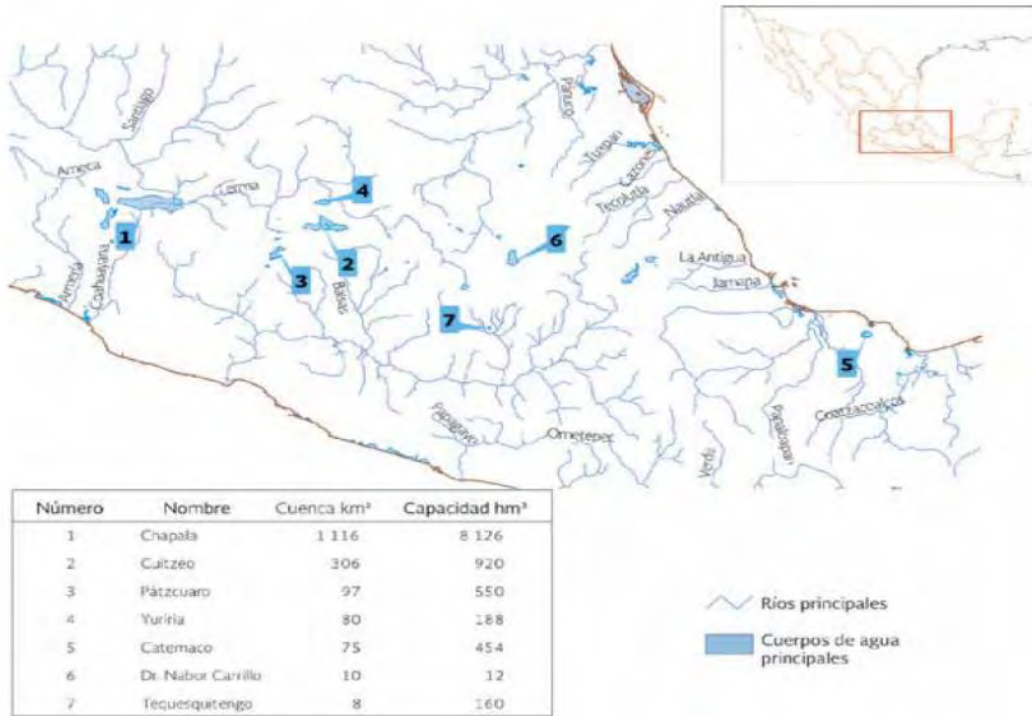 Santiago
Ameca
Lerma
Armería
Coahuayana
Balsas
Pánuco
Tuxpan
Cazones
Tecolutla
Nautla
La Antigua
Jamapa
Papagayo
Ometepec
Verde
Papaloapan
Coatzacoalcos
4
1
2
3
6
7
5
Número Nombre Cuenca km² Capacidad hm³
1 Chapala 1 116 8 126
2 Cuitzeo 306 920
3 Pátzcuaro 97 550
4 Yuriria 80 188
5 Catemaco 75 454
6 Dr. Nabor Carrillo 10 12
7 Tequesquitengo 8 160
Ríos principales
Cuerpos de agua
principales